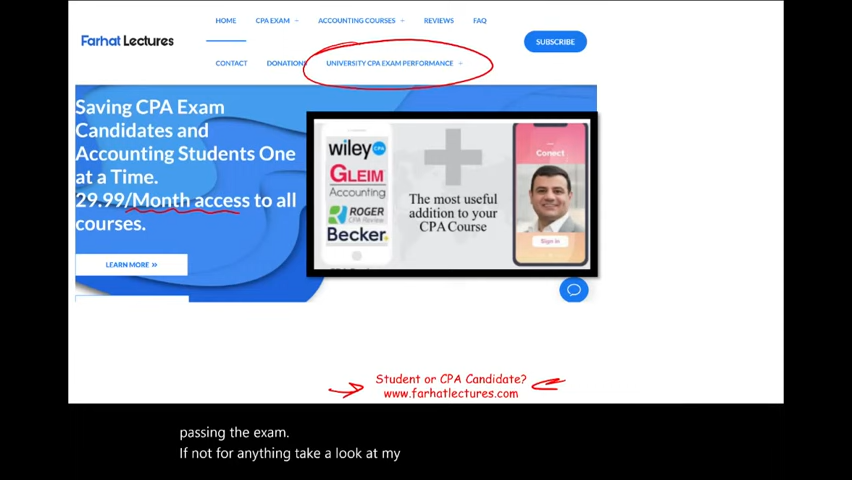 HOME CPA EXAM ACCOUNTING COURSES REVIEWS FAQ
Farhat Lectures
SUBSCRIBE
CONTACT DONATIONS UNIVERSITY CPA EXAM PERFORMANCE
Saving CPA Exam
Candidates and
Accounting Students One
at a Time.
29.99/Month access to all
courses.
LEARN MORE »
wiley CPA
GLEIM
Accounting
ROGER
CPA Review
Becker.
The most useful
addition to your
CPA Course
Conect
Sign in
Student or CPA Candidate?
www.farhatlectures.com
passing the exam.
If not for anything take a look at my